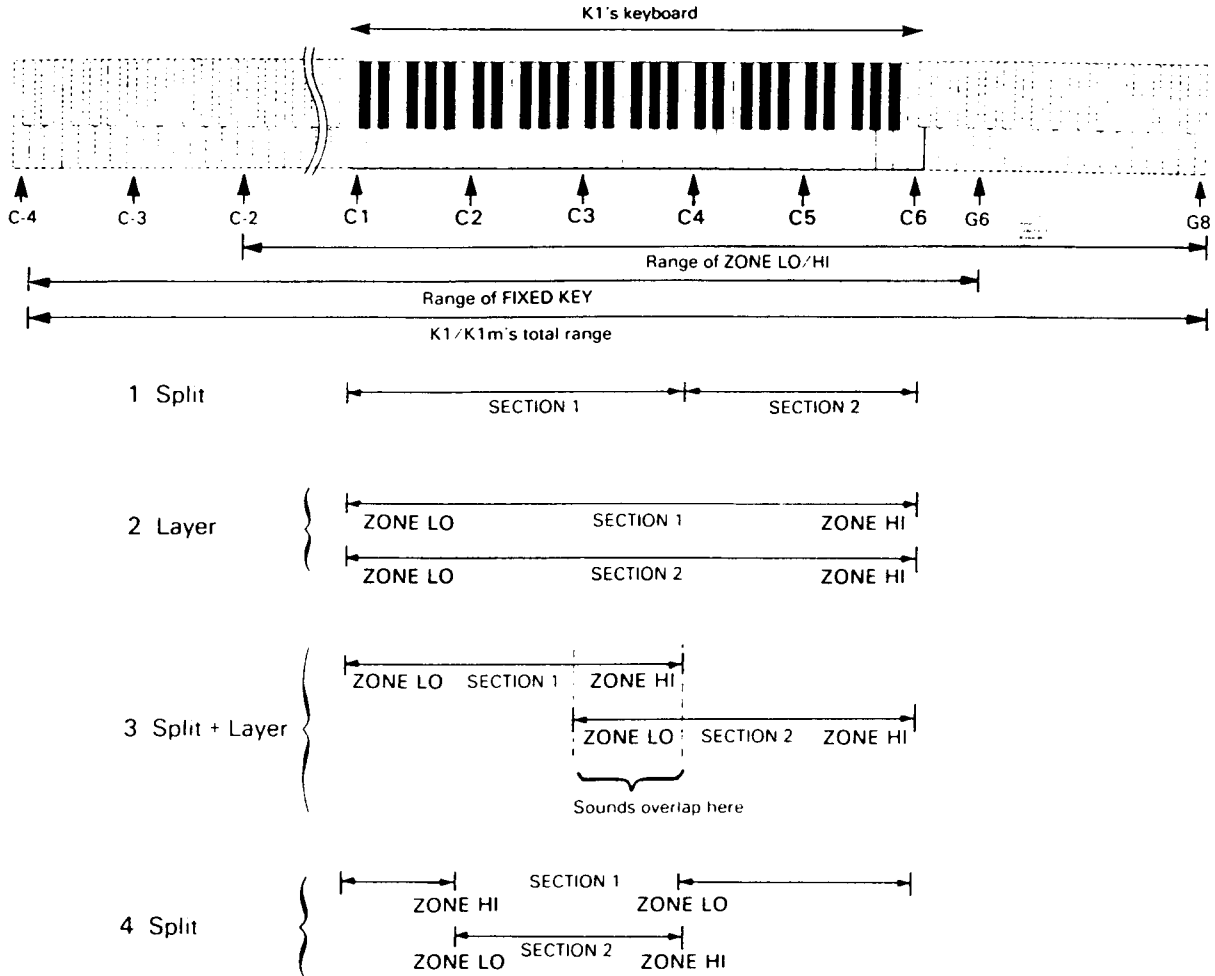 K1's keyboard
C-4 C-3 C-2 C1 C2 C3 C4 C5 C6 G6 G8
Range of ZONE LO/HI
Range of FIXED KEY
K1/K1m's total range
1 Split
SECTION 1 SECTION 2
2 Layer
ZONE LO SECTION 1 ZONE HI
ZONE LO SECTION 2 ZONE HI
3 Split + Layer
ZONE LO SECTION 1 ZONE HI
ZONE LO SECTION 2 ZONE HI
Sounds overlap here
4 Split
SECTION 1
ZONE HI ZONE LO
SECTION 2
ZONE LO ZONE HI